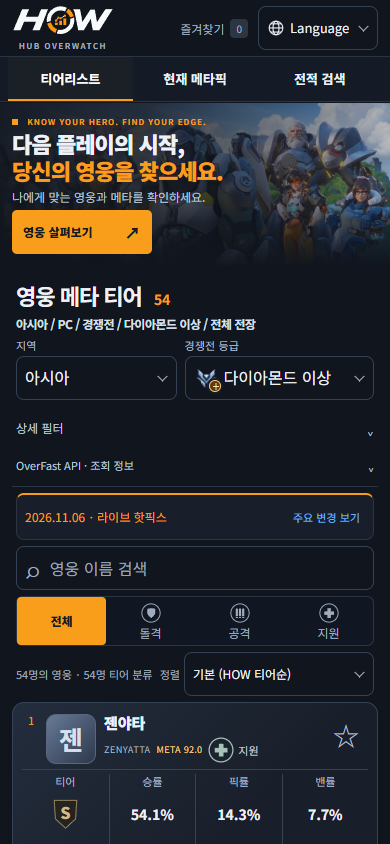 HOW
HUB OVERWATCH
즐겨찾기 0
Language
티어리스트 현재 메타픽 전적 검색
KNOW YOUR HERO. FIND YOUR EDGE.
다음 플레이의 시작,
당신의 영웅을 찾으세요.
나에게 맞는 영웅과 메타를 확인하세요.
영웅 살펴보기 ↗
영웅 메타 티어 54
아시아 / PC / 경쟁전 / 다이아몬드 이상 / 전체 전장
지역 경쟁전 등급
아시아 다이아몬드 이상
상세 필터
OverFast API · 조회 정보
2026.11.06 · 라이브 핫픽스 주요 변경 보기
영웅 이름 검색
전체 돌격 공격 지원
54명의 영웅 · 54명 티어 분류 정렬 기본 (HOW 티어순)
1 젠 젠야타
ZENYATTA META 92.0 지원
티어 승률 픽률 밴률
S 54.1% 14.3% 7.7%